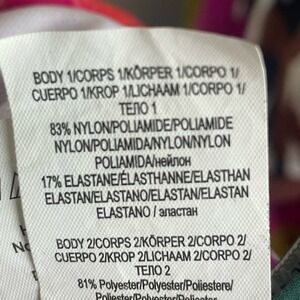 BODY 1/CORPS 1/KÖRPER 1/CORPO 1/
CUERPO 1/KROP 1/LICHAAM 1/CORPO 1/
ТЕЛО 1
83% NYLON/POLIAMIDE/POLIAMIDE
NYLON/POLIAMIDA/NYLON/NYLON
POLIAMIDA/нейлон
17% ELASTANE/ÉLASTHANNE/ELASTHAN
ELASTAN/ELASTANO/ELASTAN/ELASTAN
ELASTANO / эластан
BODY 2/CORPS 2/KÖRPER 2/CORPO 2/
CUERPO 2/KROP 2/LICHAAM 2/CORPO 2/
ТЕЛО 2
81% Polyester/Polyester/Poliestere/